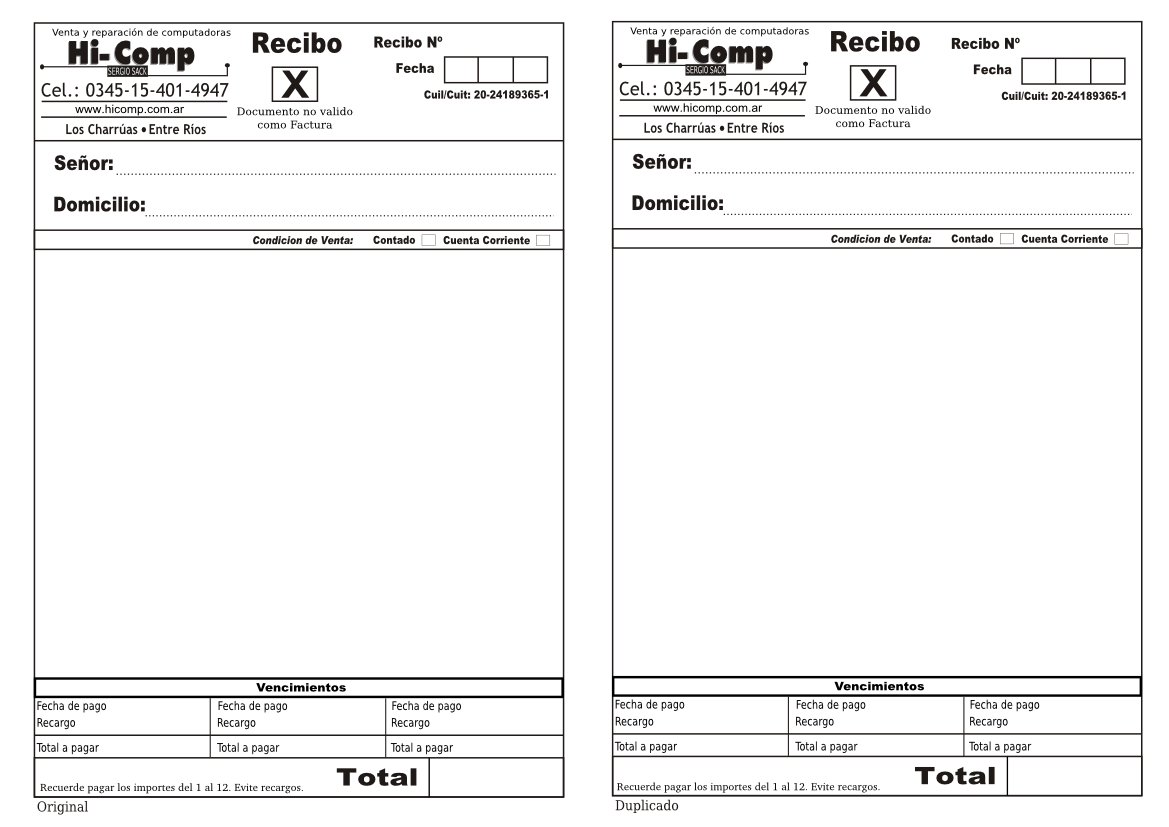 Venta y reparación de computadoras
Hi-Comp
SERGIO SACK
Cel.: 0345-15-401-4947
www.hicomp.com.ar
Los Charrúas • Entre Ríos
Recibo
X
Documento no valido
como Factura
Recibo Nº
Fecha
Cuil/Cuit: 20-24189365-1
Señor:
Domicilio:
Condicion de Venta: Contado Cuenta Corriente
Vencimientos
Fecha de pago Fecha de pago Fecha de pago
Recargo Recargo Recargo
Total a pagar Total a pagar Total a pagar
Recuerde pagar los importes del 1 al 12. Evite recargos. Total
Original
Venta y reparación de computadoras
Hi-Comp
SERGIO SACK
Cel.: 0345-15-401-4947
www.hicomp.com.ar
Los Charrúas • Entre Ríos
Recibo
X
Documento no valido
como Factura
Recibo Nº
Fecha
Cuil/Cuit: 20-24189365-1
Señor:
Domicilio:
Condicion de Venta: Contado Cuenta Corriente
Vencimientos
Fecha de pago Fecha de pago Fecha de pago
Recargo Recargo Recargo
Total a pagar Total a pagar Total a pagar
Recuerde pagar los importes del 1 al 12. Evite recargos. Total
Duplicado